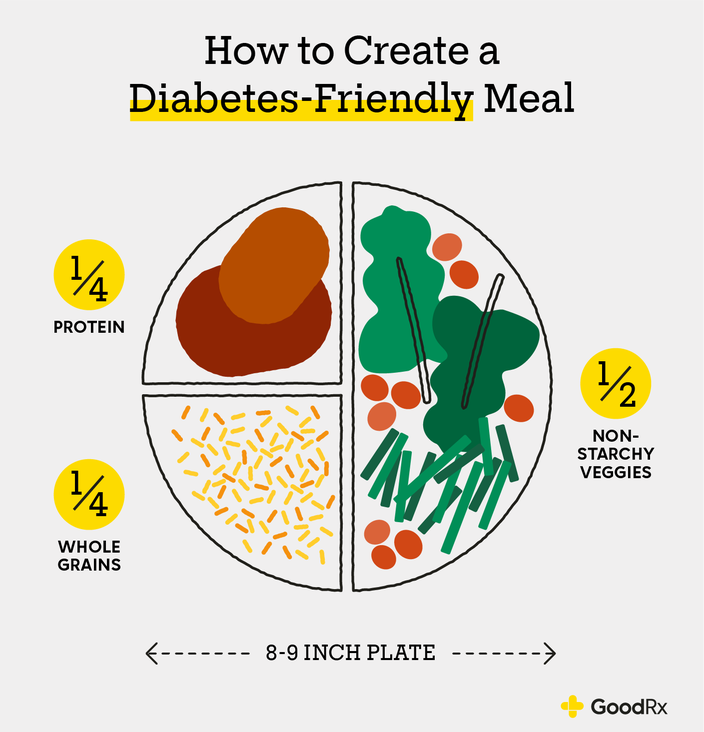 How to Create a
Diabetes-Friendly Meal
1/4
PROTEIN
1/2
NON-
STARCHY
VEGGIES
1/4
WHOLE
GRAINS
8-9 INCH PLATE
GoodRx